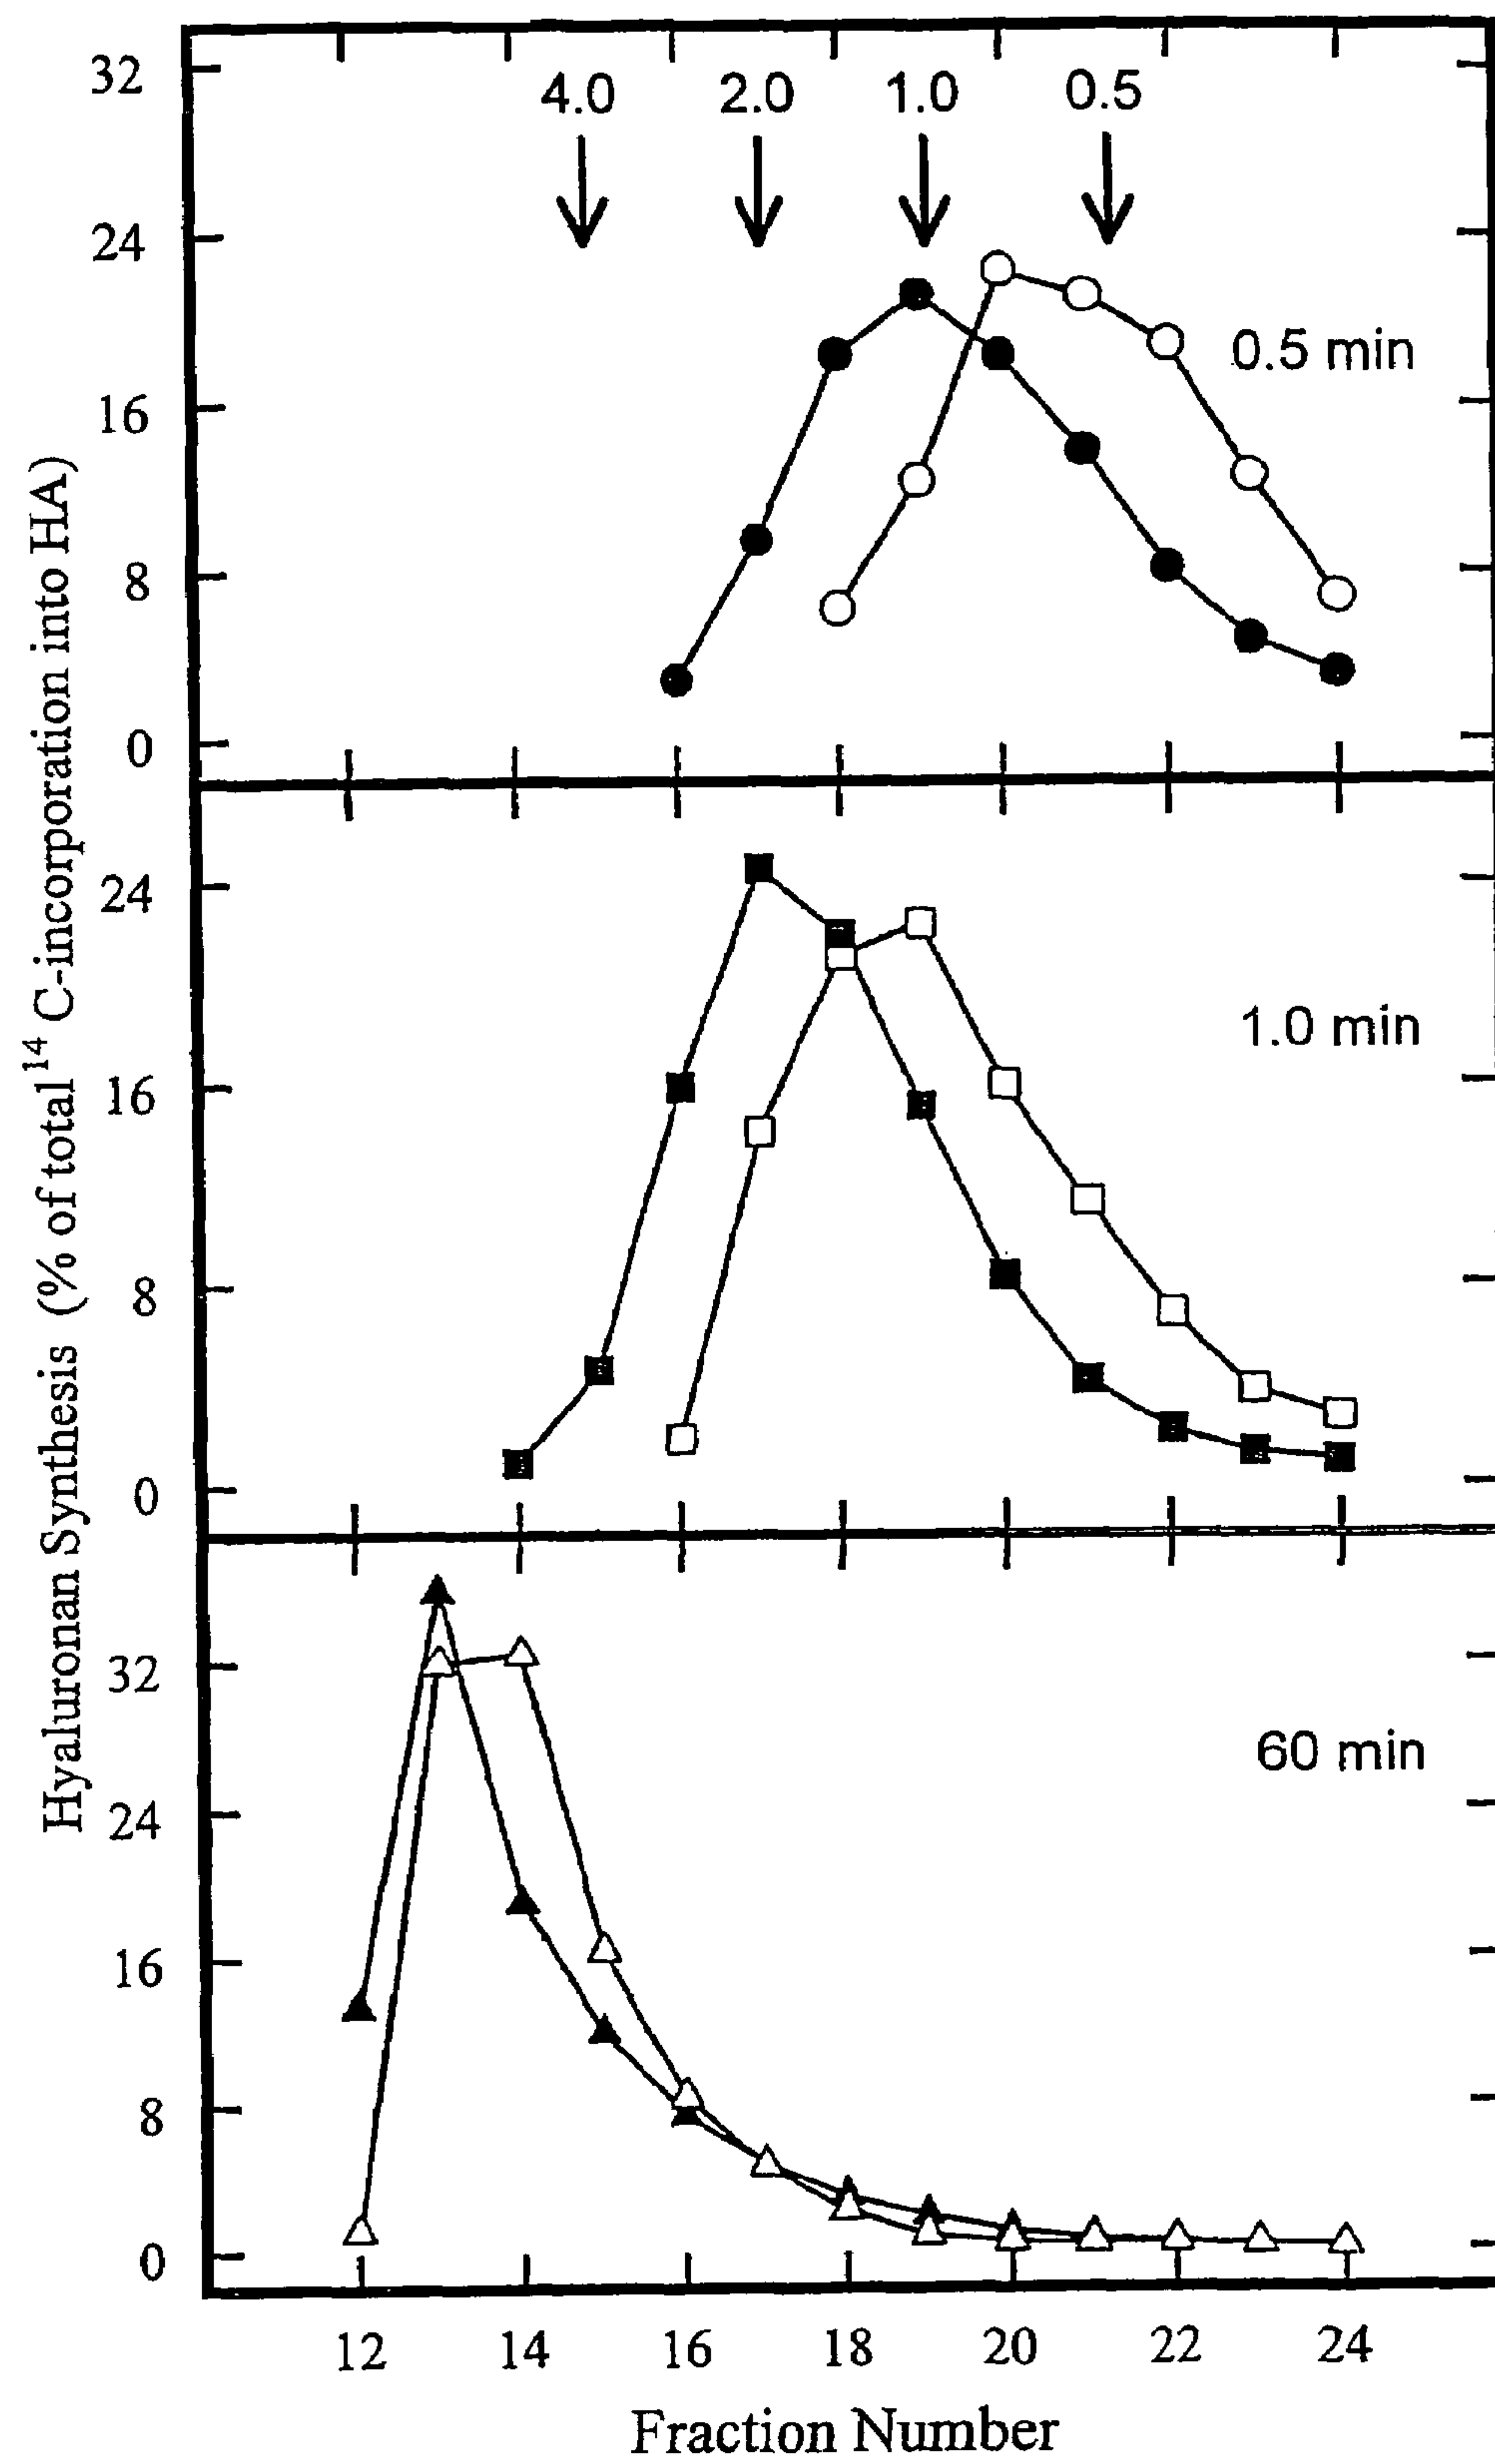 Hyaluronan Synthesis (% of total 14 C-incorporation into HA)
32
4.0 2.0 1.0 0.5
24
0.5 min
16
8
0
24
1.0 min
16
8
0
32
60 min
24
16
8
0
12 14 16 18 20 22 24
Fraction Number